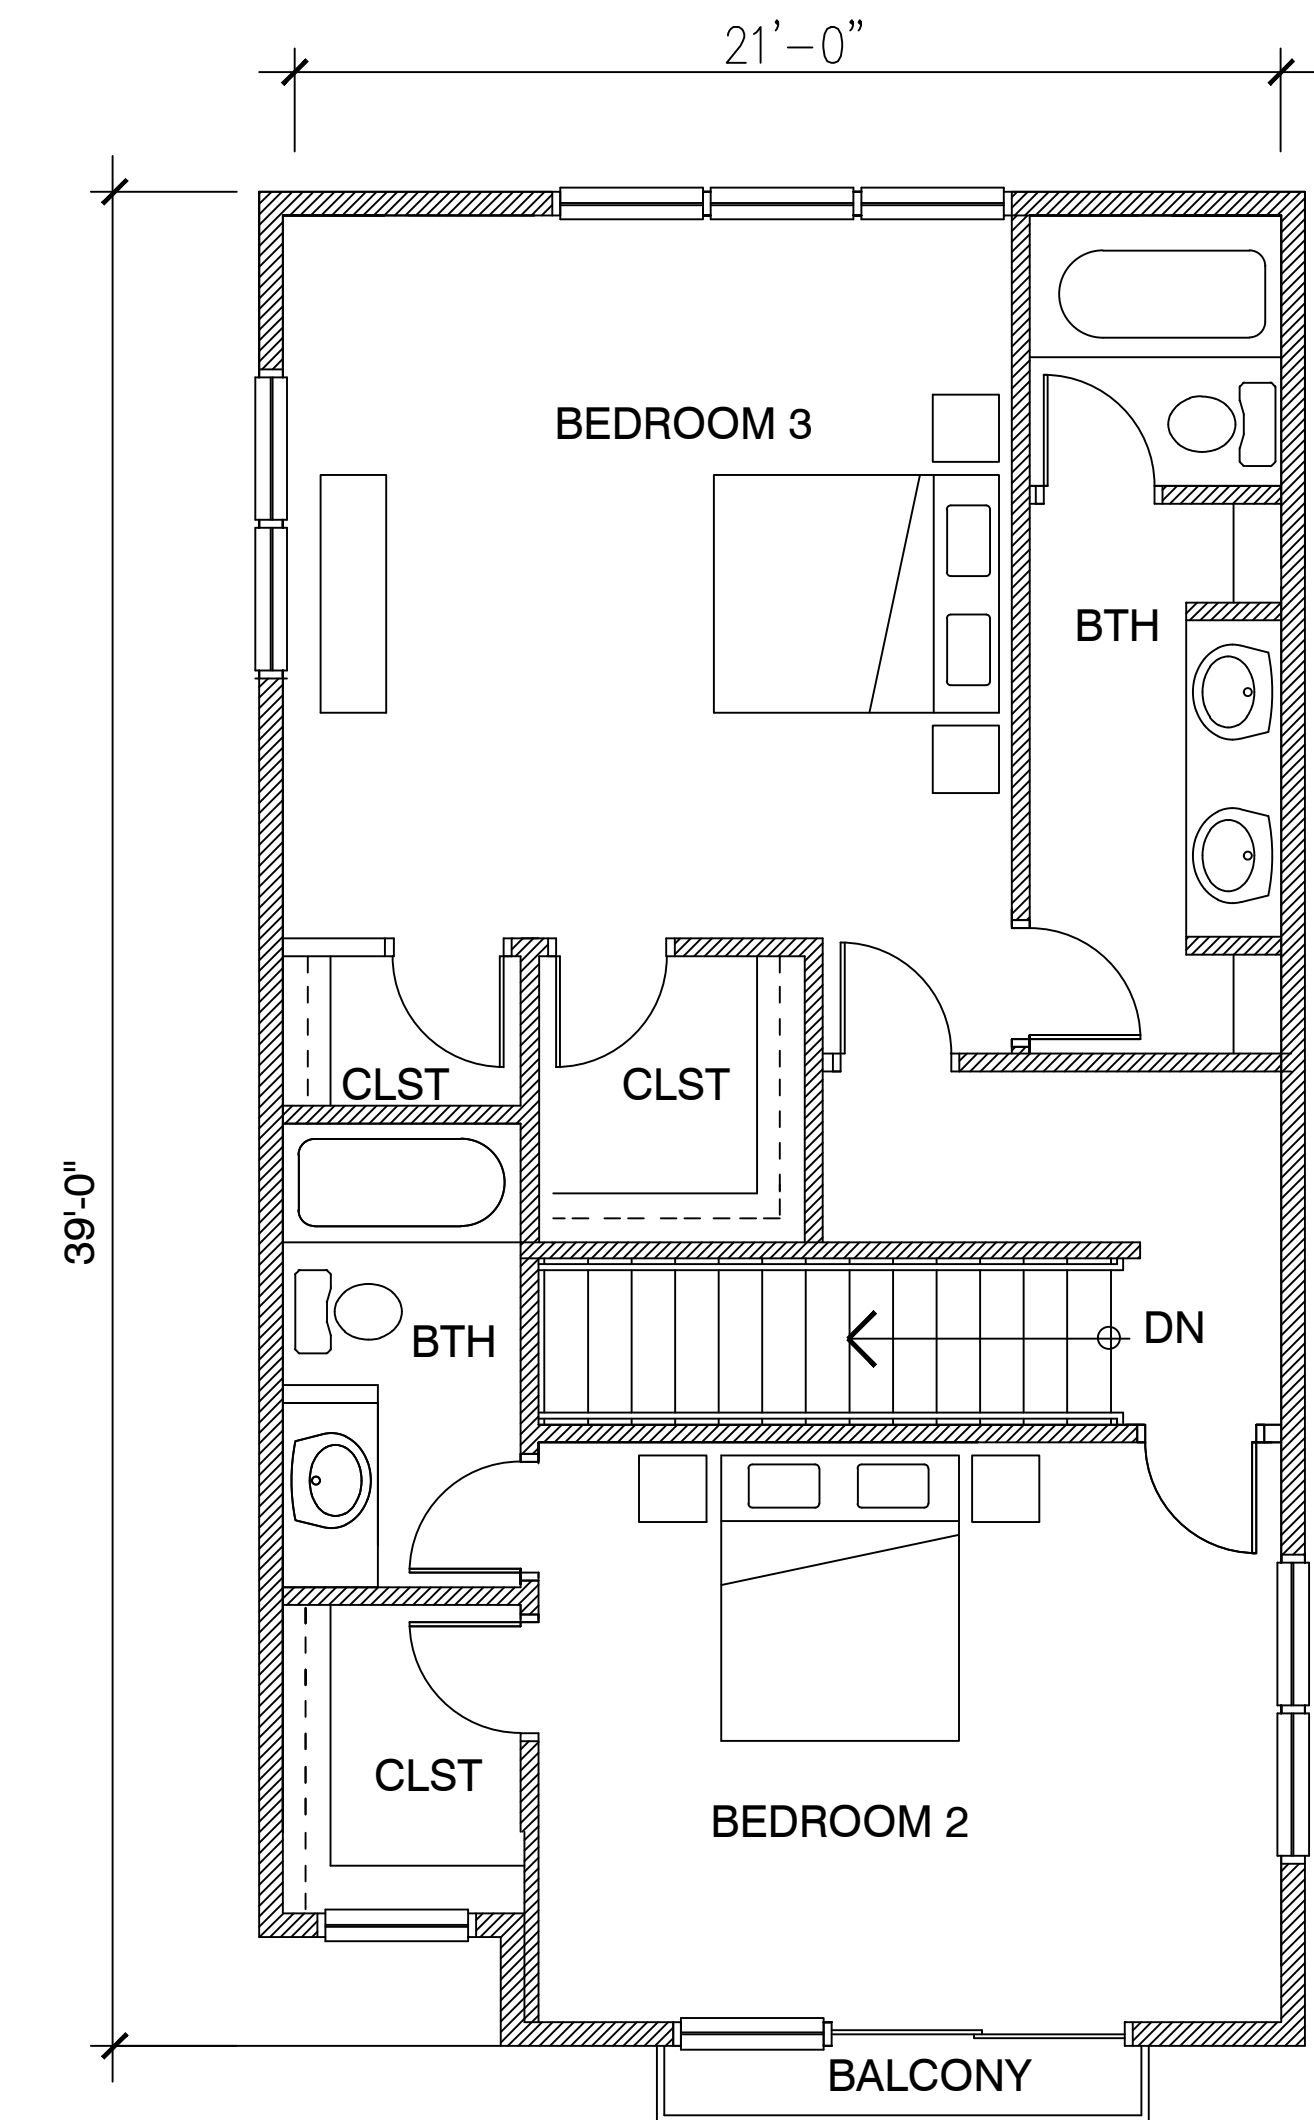 21’–0”
BEDROOM 3
BTH
CLST
CLST
39'-0"
BTH
DN
CLST
BEDROOM 2
BALCONY